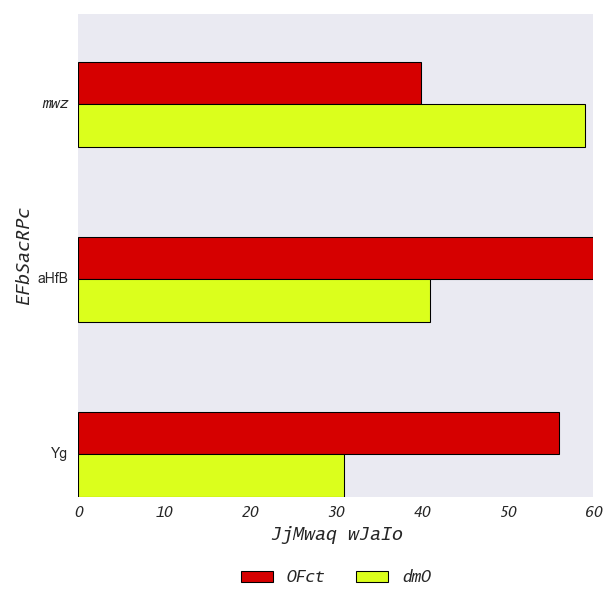 mwz
aHfB
Yg
EFbSacRPc
0 10 20 30 40 50 60
JjMwaq wJaIo
OFct dmO